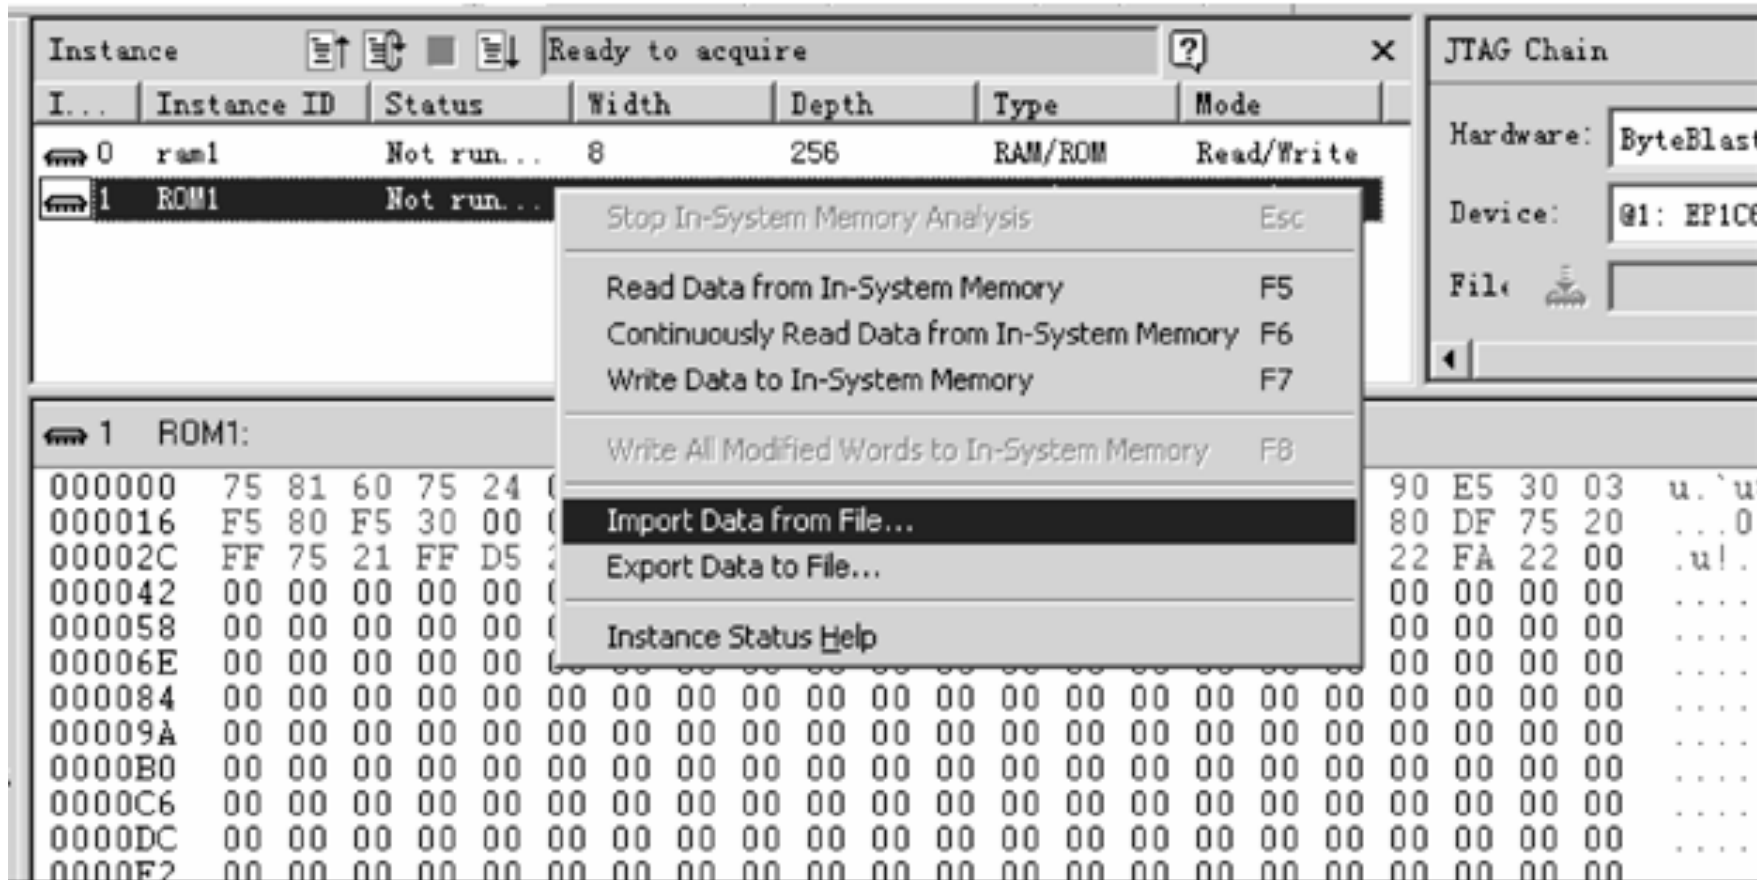 Instance Ready to acquire × JTAG Chain
I... Instance ID Status Width Depth Type Mode
0 ram1 Not run... 8 256 RAM/ROM Read/Write
Hardware: ByteBlast
1 ROM1 Not run...
Device: @1: EP1C6
Stop In-System Memory Analysis Esc
Read Data from In-System Memory F5
Continuously Read Data from In-System Memory F6
Write Data to In-System Memory F7
Write All Modified Words to In-System Memory F8
Import Data from File...
Export Data to File...
Instance Status Help
1 ROM1:
000000 75 81 60 75 24 90 E5 30 03 u.`u
000016 F5 80 F5 30 00 80 DF 75 20 ...0
00002C FF 75 21 FF D5 22 FA 22 00 .u!.
000042 00 00 00 00 00 00 00 00 00 ....
000058 00 00 00 00 00 00 00 00 00 ....
00006E 00 00 00 00 00 00 00 00 00 00 00 00 00 00 00 00 00 00 00 00 00 00 ....
000084 00 00 00 00 00 00 00 00 00 00 00 00 00 00 00 00 00 00 00 00 00 00 ....
00009A 00 00 00 00 00 00 00 00 00 00 00 00 00 00 00 00 00 00 00 00 00 00 ....
0000B0 00 00 00 00 00 00 00 00 00 00 00 00 00 00 00 00 00 00 00 00 00 00 ....
0000C6 00 00 00 00 00 00 00 00 00 00 00 00 00 00 00 00 00 00 00 00 00 00 ....
0000DC 00 00 00 00 00 00 00 00 00 00 00 00 00 00 00 00 00 00 00 00 00 00 ....
0000F2 00 00 00 00 00 00 00 00 00 00 00 00 00 00 00 00 00 00 00 00 00 00